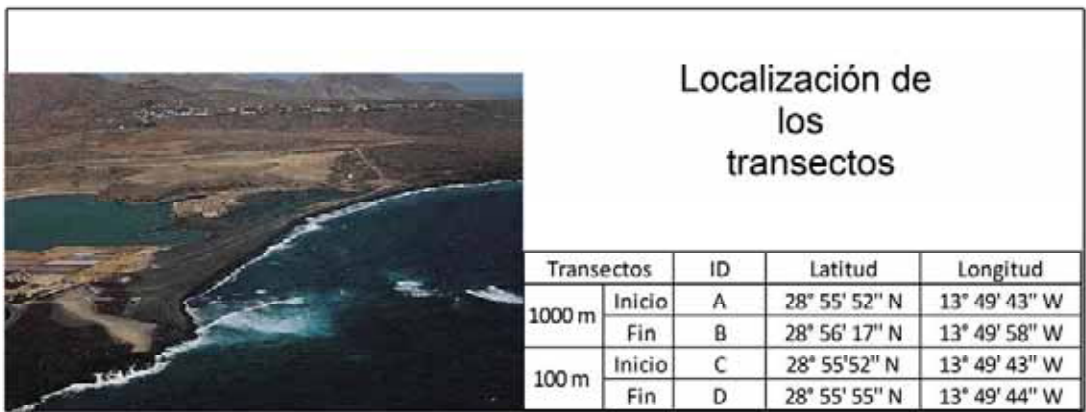 Localización de
los
transectos
Transectos ID Latitud Longitud
1000 m Inicio A 28° 55' 52" N 13° 49' 43" W
Fin B 28° 56' 17" N 13° 49' 58" W
100 m Inicio C 28° 55'52" N 13° 49' 43" W
Fin D 28° 55' 55" N 13° 49' 44" W